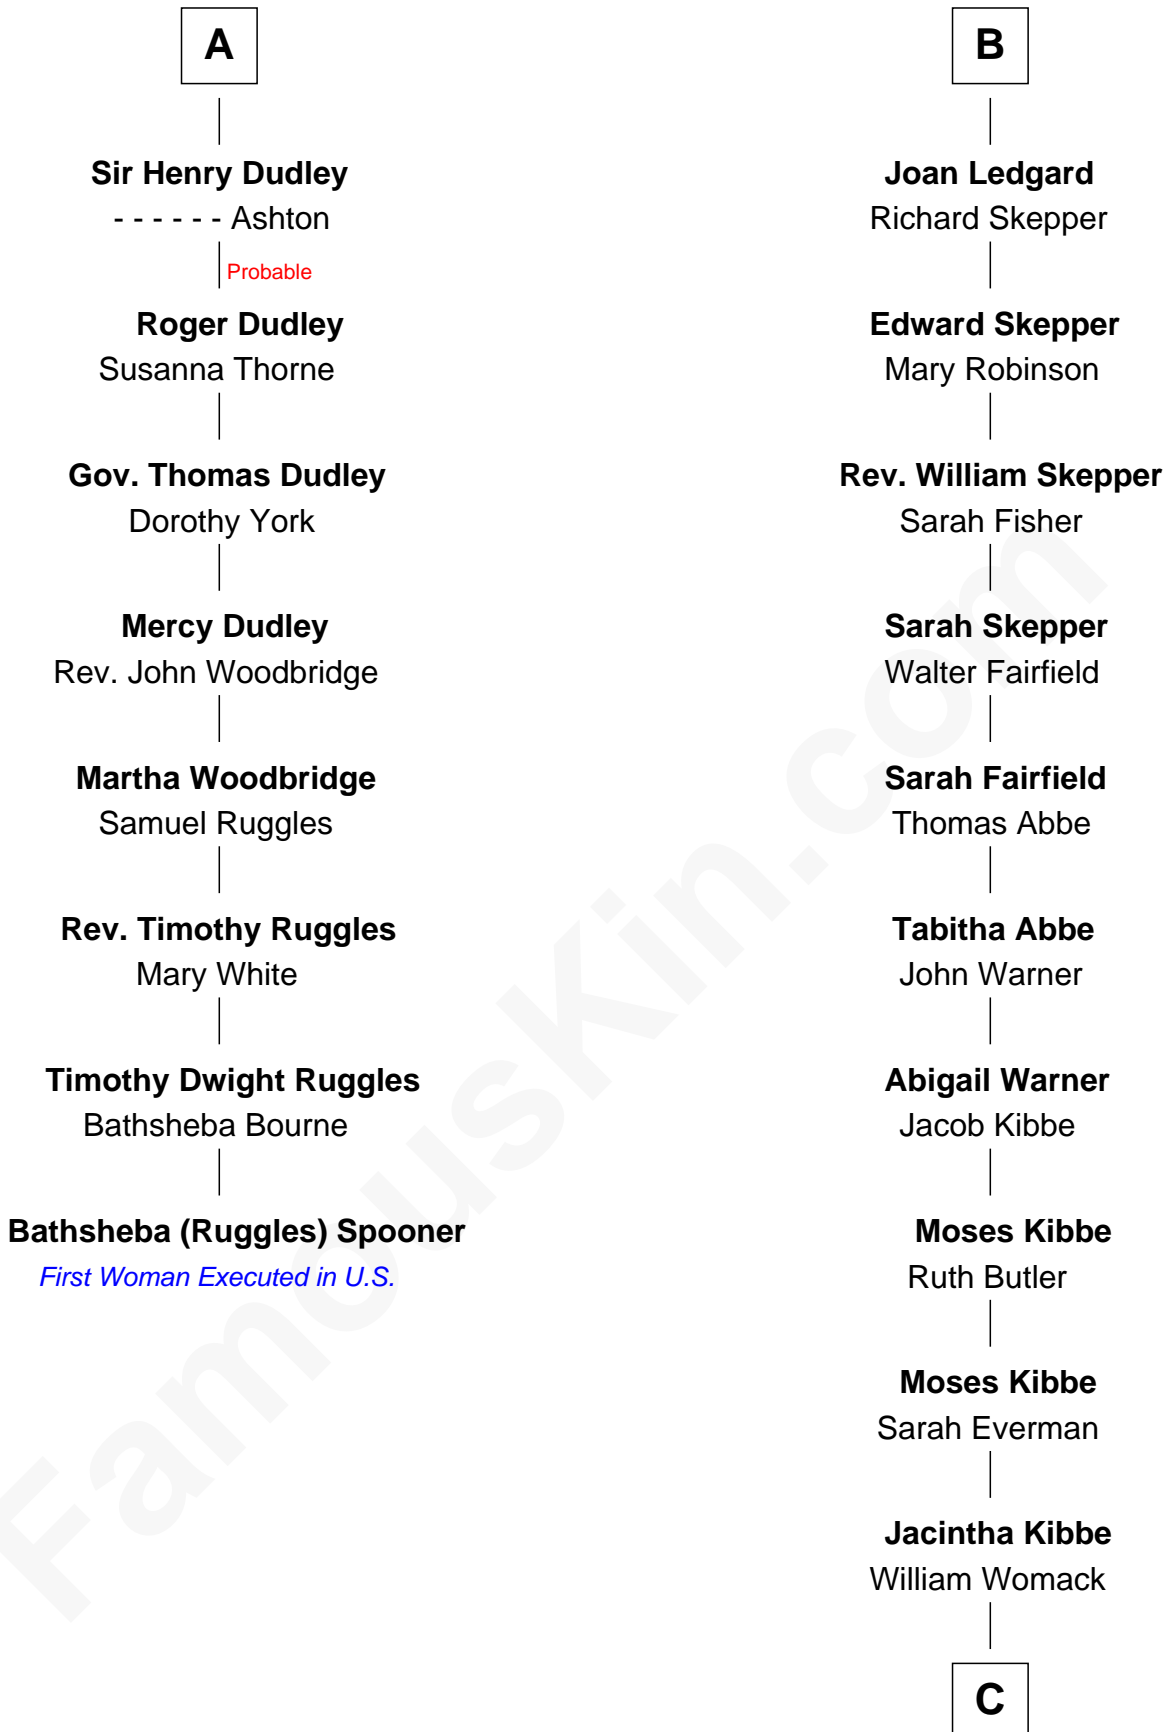 A
Sir Henry Dudley
- - - - - - Ashton
Probable
Roger Dudley
Susanna Thorne
Gov. Thomas Dudley
Dorothy York
Mercy Dudley
Rev. John Woodbridge
Martha Woodbridge
Samuel Ruggles
Rev. Timothy Ruggles
Mary White
Timothy Dwight Ruggles
Bathsheba Bourne
Bathsheba (Ruggles) Spooner
First Woman Executed in U.S.
B
Joan Ledgard
Richard Skepper
Edward Skepper
Mary Robinson
Rev. William Skepper
Sarah Fisher
Sarah Skepper
Walter Fairfield
Sarah Fairfield
Thomas Abbe
Tabitha Abbe
John Warner
Abigail Warner
Jacob Kibbe
Moses Kibbe
Ruth Butler
Moses Kibbe
Sarah Everman
Jacintha Kibbe
William Womack
C
FamousKin.com